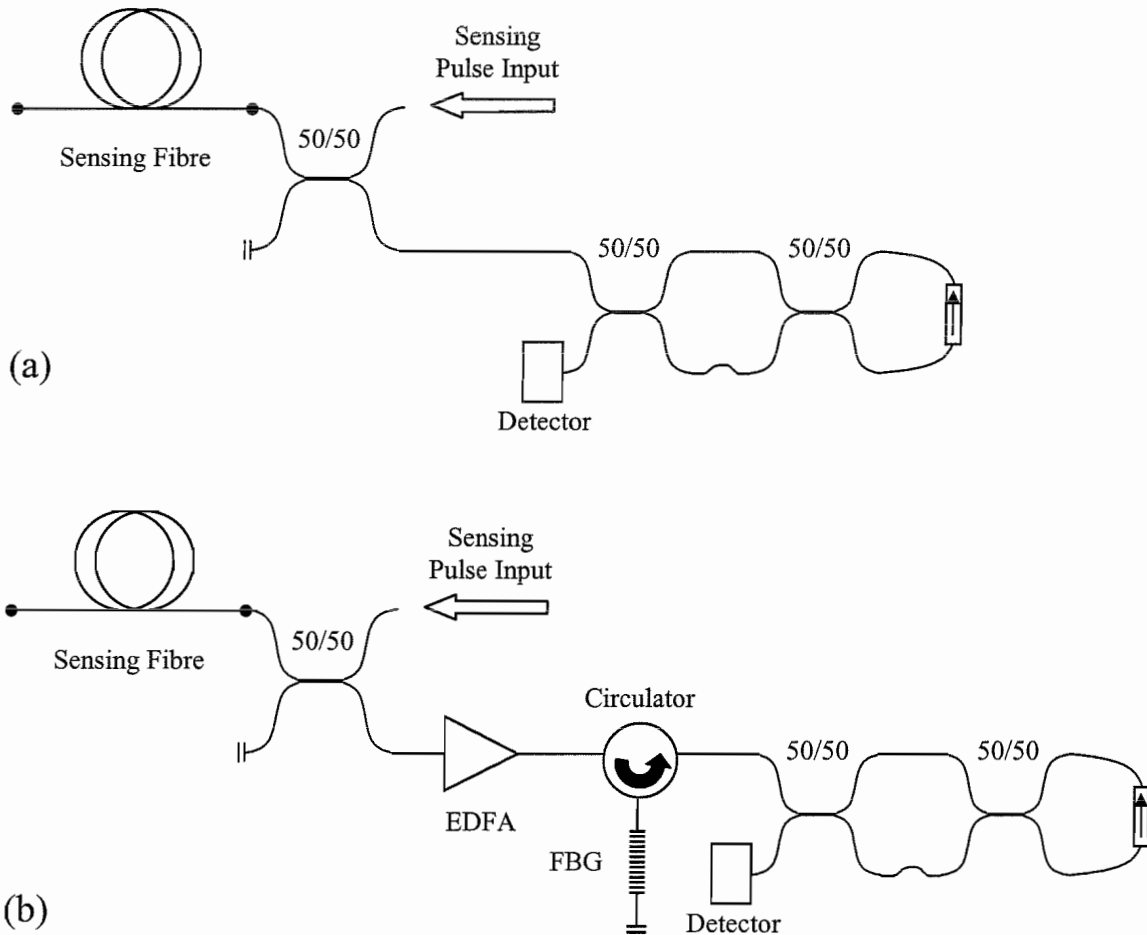 Sensing
Pulse Input
50/50
Sensing Fibre
50/50
50/50
(a)
Detector
Sensing
Pulse Input
50/50
Sensing Fibre
Circulator
50/50
50/50
EDFA
FBG
(b)
Detector